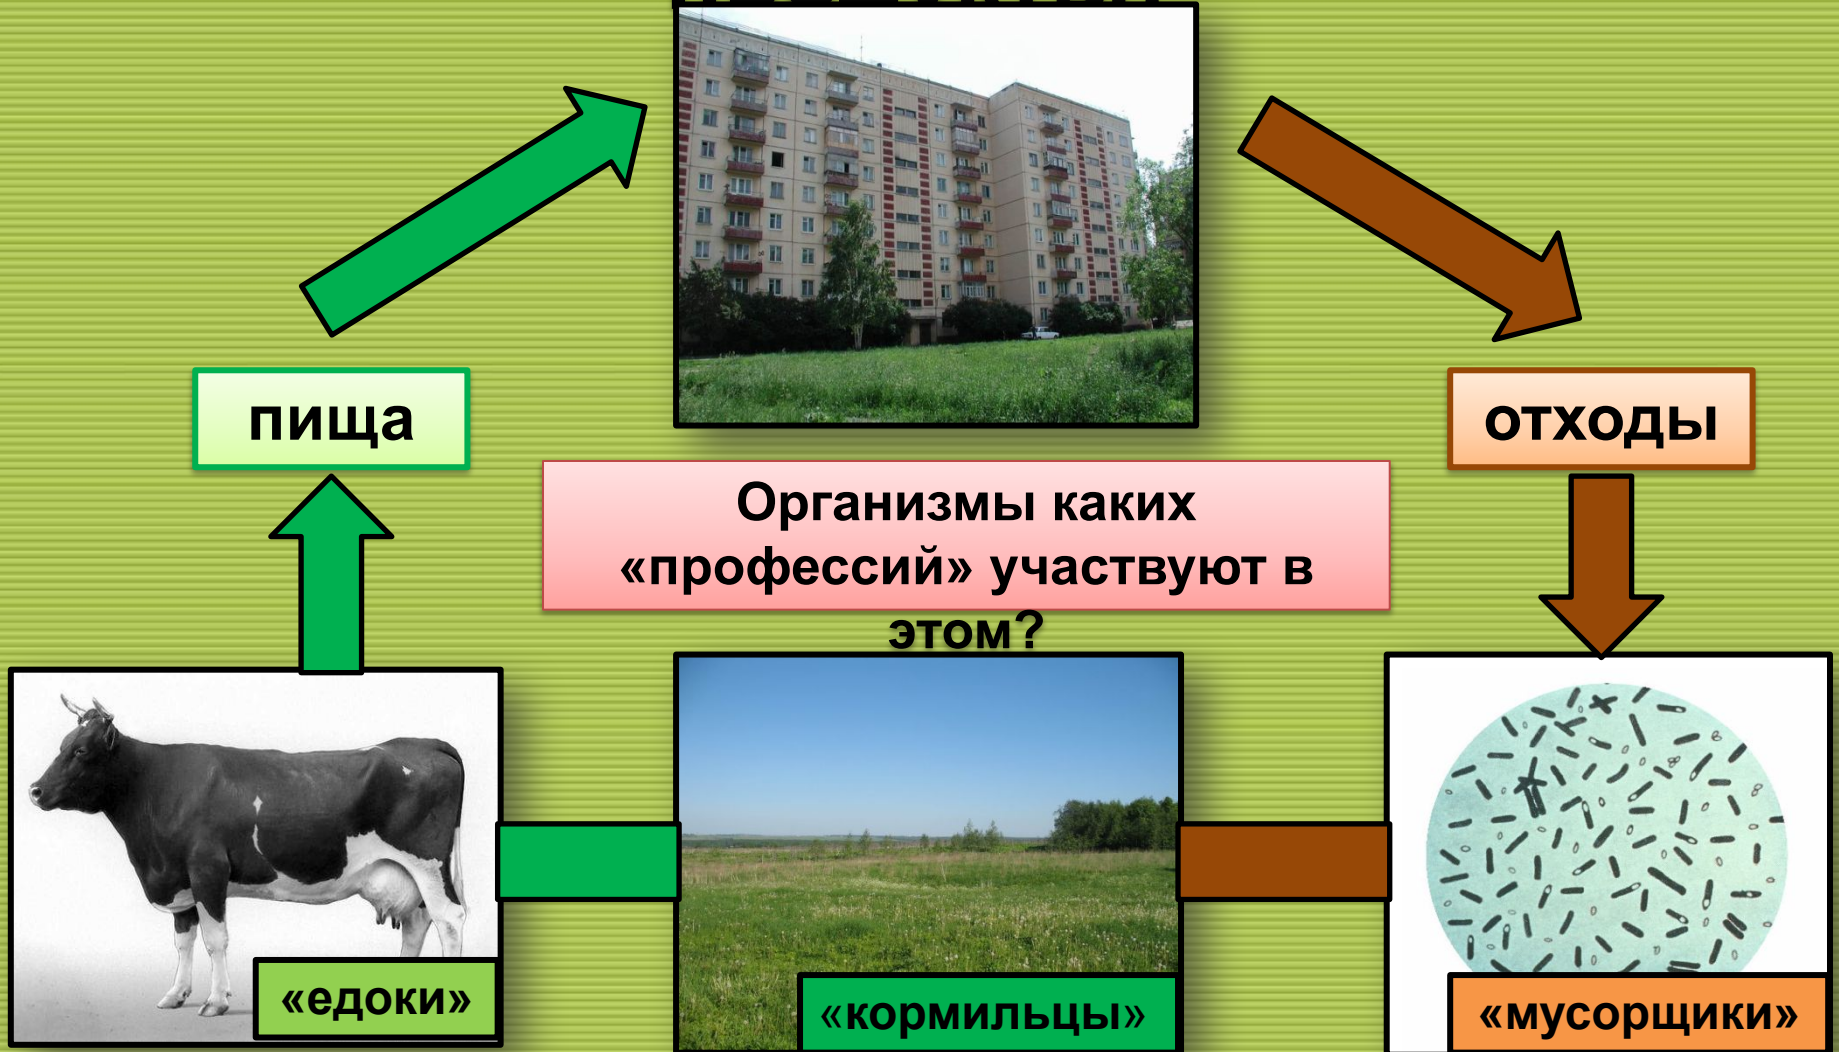 пища
отходы
Организмы каких
«профессий» участвуют в
этом?
«едоки»
«кормильцы»
«мусорщики»